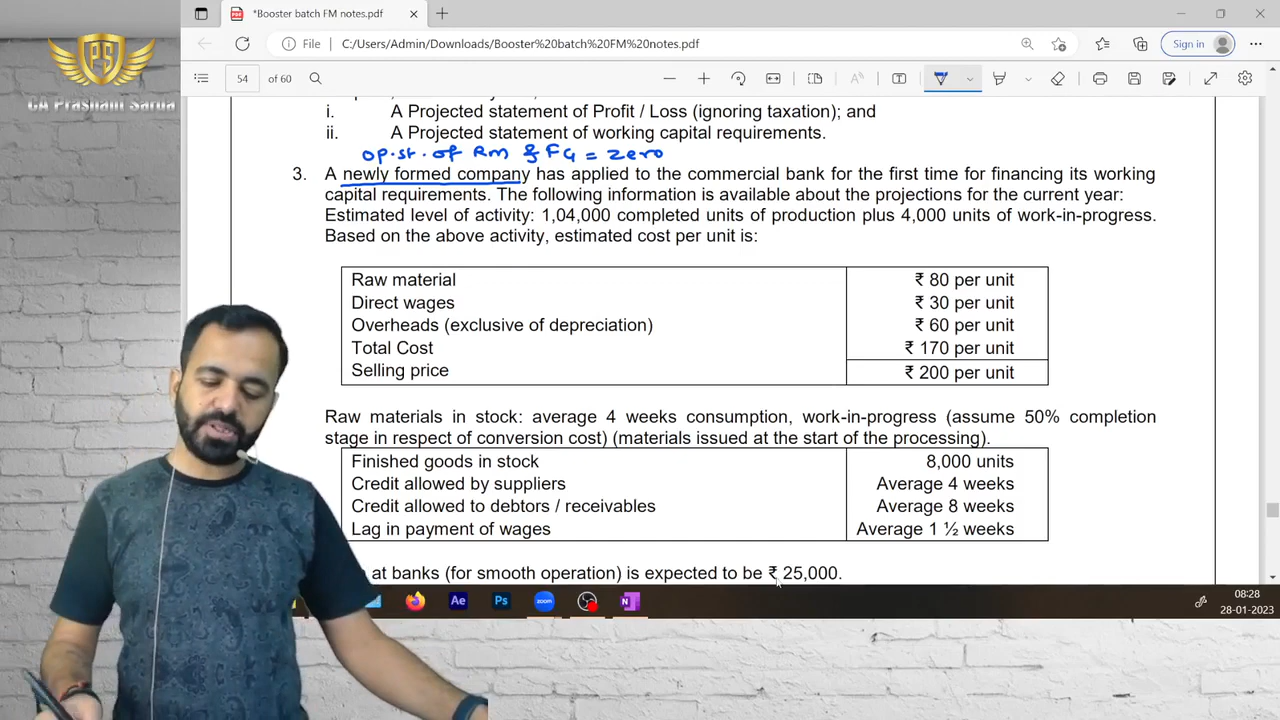 *Booster batch FM notes.pdf
PS
CA Prashant Sarda
File C:/Users/Admin/Downloads/Booster%20batch%20FM%20notes.pdf
Sign in
54 of 60
i. A Projected statement of Profit / Loss (ignoring taxation); and
ii. A Projected statement of working capital requirements.
op.st. of Rm & FG = zero
3. A newly formed company has applied to the commercial bank for the first time for financing its working
capital requirements. The following information is available about the projections for the current year:
Estimated level of activity: 1,04,000 completed units of production plus 4,000 units of work-in-progress.
Based on the above activity, estimated cost per unit is:
Raw material ₹ 80 per unit
Direct wages ₹ 30 per unit
Overheads (exclusive of depreciation) ₹ 60 per unit
Total Cost ₹ 170 per unit
Selling price ₹ 200 per unit
Raw materials in stock: average 4 weeks consumption, work-in-progress (assume 50% completion
stage in respect of conversion cost) (materials issued at the start of the processing).
Finished goods in stock 8,000 units
Credit allowed by suppliers Average 4 weeks
Credit allowed to debtors / receivables Average 8 weeks
Lag in payment of wages Average 1 ½ weeks
at banks (for smooth operation) is expected to be ₹ 25,000.
Ae
Ps
zoom
N
08:28
28-01-2023